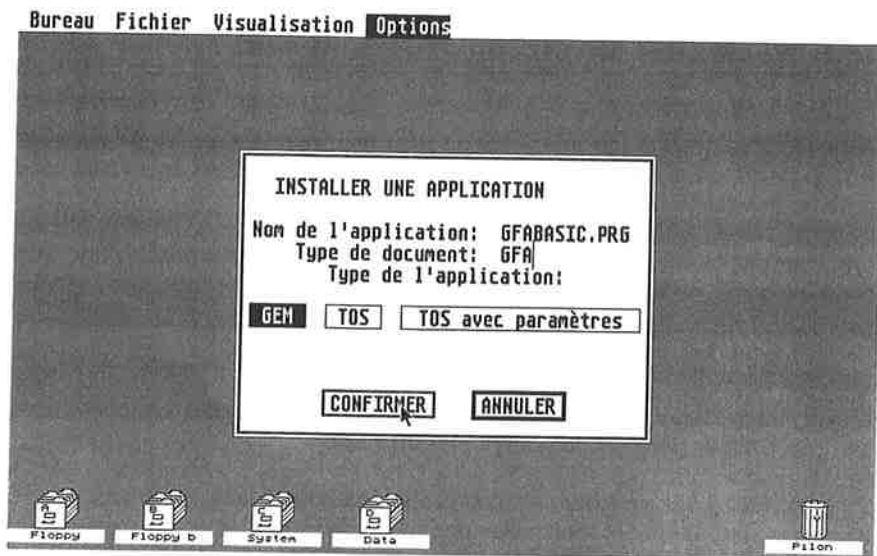 Bureau Fichier Visualisation Options
INSTALLER UNE APPLICATION
Nom de l'application: GFABASIC.PRG
Type de document: GFA
Type de l'application:
GEM TOS TOS avec paramètres
CONFIRMER ANNULER
A B C D
Floppy Floppy b System Data Pilon